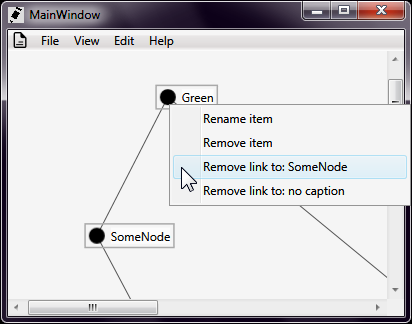 MainWindow
File View Edit Help
Green
Rename item
Remove item
Remove link to: SomeNode
Remove link to: no caption
SomeNode